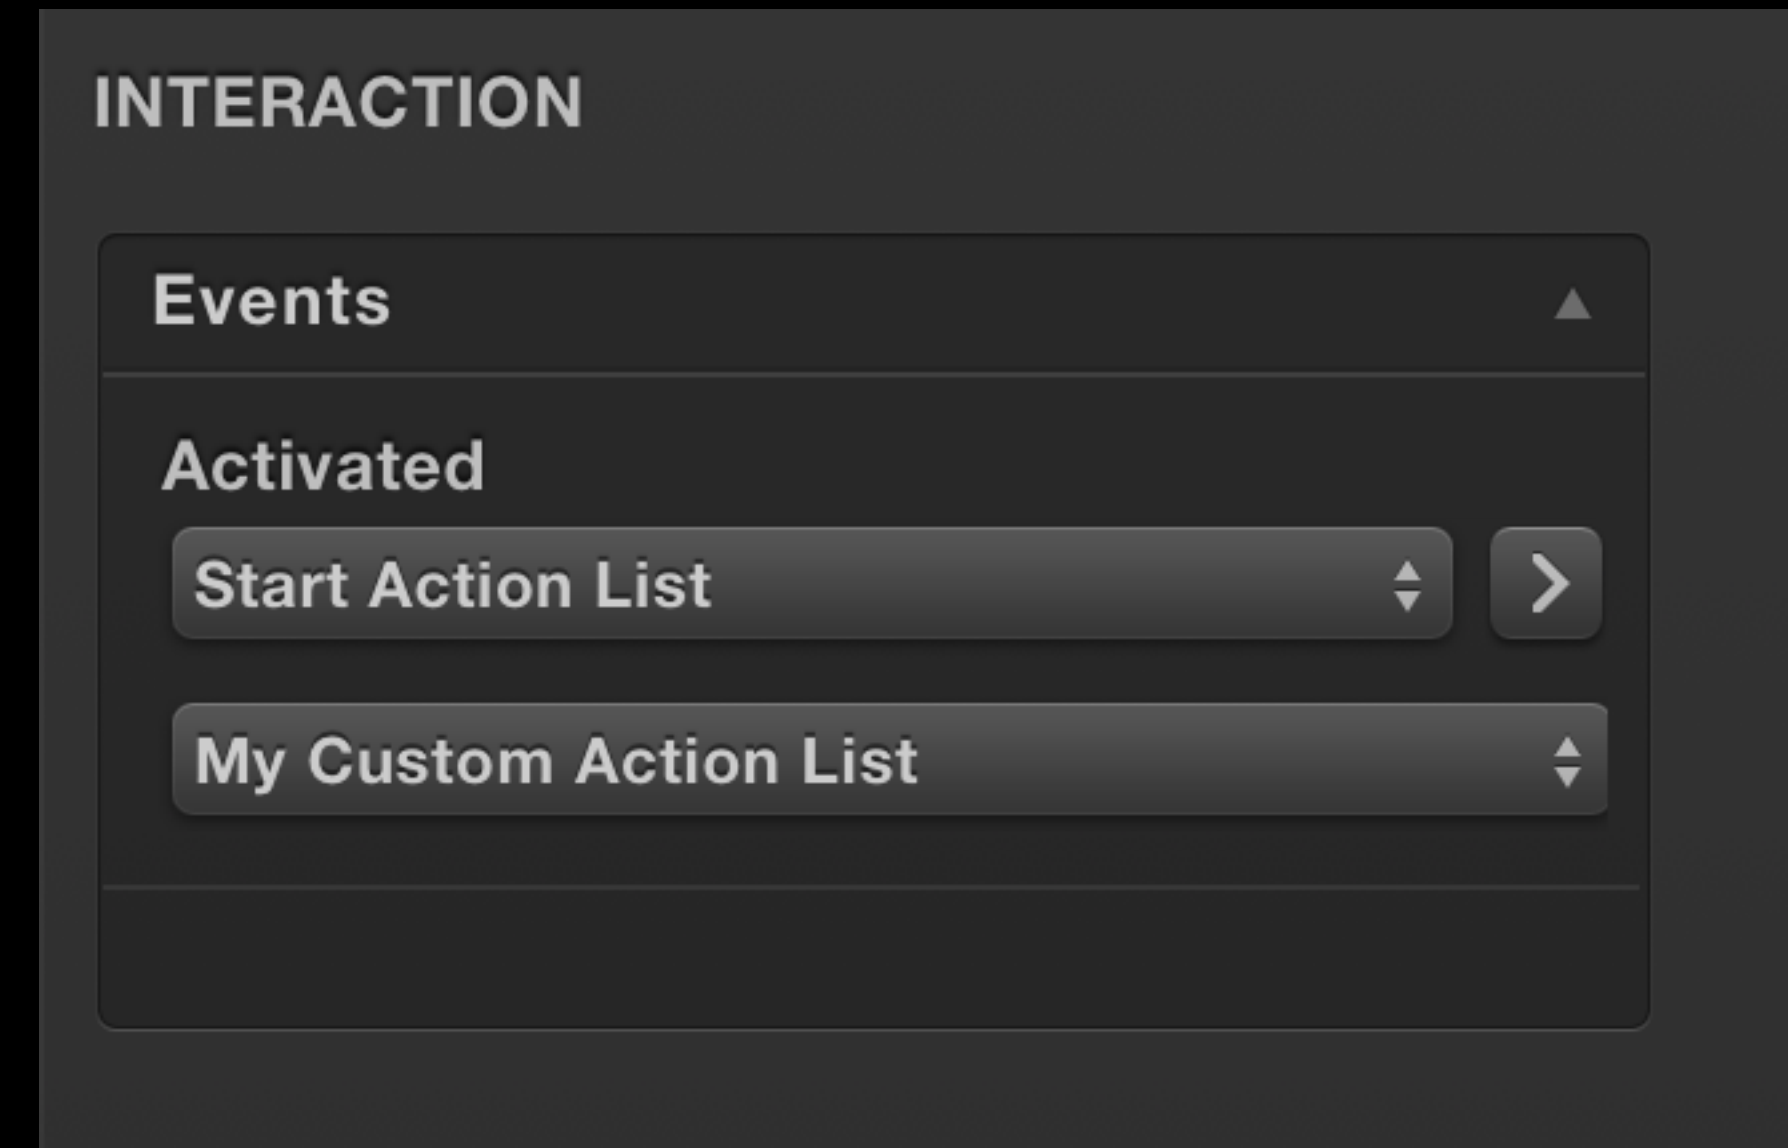 INTERACTION
Events
Activated
Start Action List
My Custom Action List